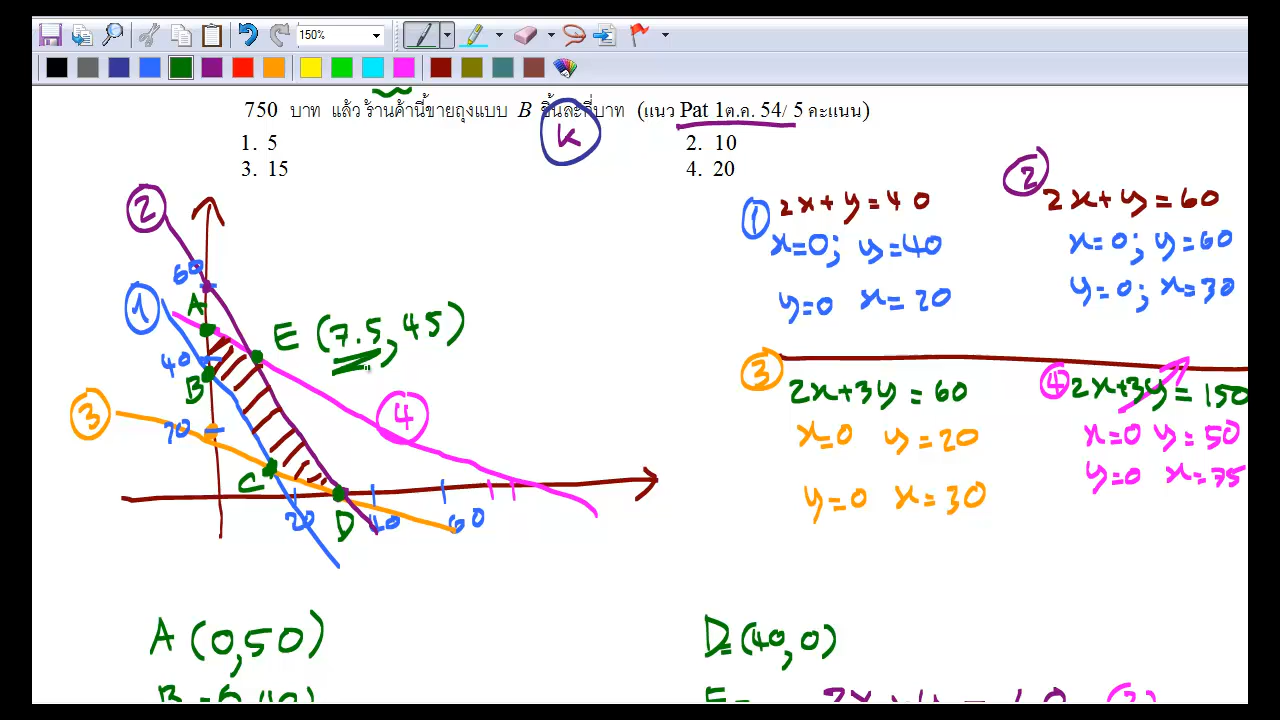 150%
750 บาท แล้ว ร้านค้านี้ขายถุงแบบ B ชิ้นละกี่บาท (แนว Pat 1ต.ค. 54/ 5 คะแนน)
K
1. 5
2. 10
3. 15
4. 20
2
60
A
1
40
B
3
20
C
20
D
40
60
E (7.5, 45)
4
① 2x+y=40
x=0; y=40
y=0 x=20
② 2x+y=60
x=0; y=60
y=0; x=30
③ 2x+3y=60
x=0 y=20
y=0 x=30
④ 2x+3y=150
x=0 y=50
y=0 x=75
A (0,50)
D (40,0)